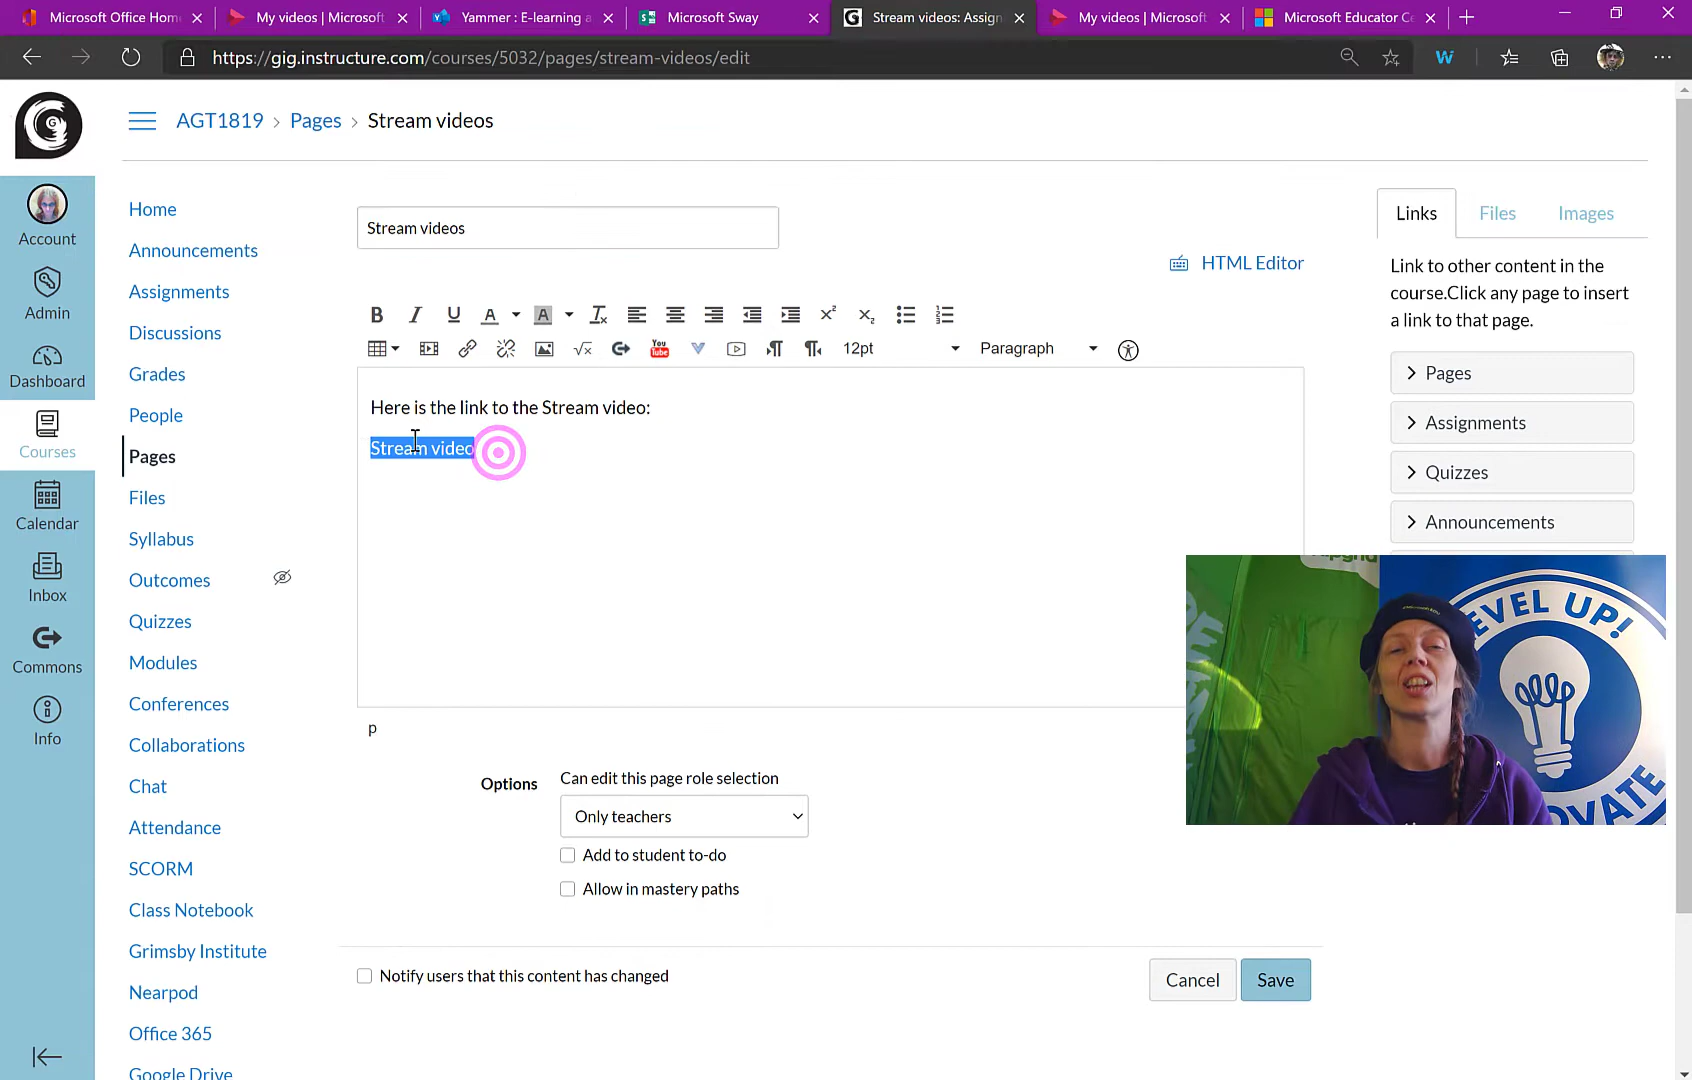 Microsoft Office Hom
My videos | Microsoft
Yammer : E-learning a
Microsoft Sway
Stream videos: Assign
My videos | Microsoft
Microsoft Educator Ce
https://gig.instructure.com/courses/5032/pages/stream-videos/edit
AGT1819 > Pages > Stream videos
Account
Admin
Dashboard
Courses
Calendar
Inbox
Commons
Info
Home
Announcements
Assignments
Discussions
Grades
People
Pages
Files
Syllabus
Outcomes
Quizzes
Modules
Conferences
Collaborations
Chat
Attendance
SCORM
Class Notebook
Grimsby Institute
Nearpod
Office 365
Google Drive
Stream videos
HTML Editor
12pt
Paragraph
Here is the link to the Stream video:
Stream video
p
Options
Can edit this page role selection
Only teachers
Add to student to-do
Allow in mastery paths
Notify users that this content has changed
Cancel
Save
Links
Files
Images
Link to other content in the
course.Click any page to insert
a link to that page.
Pages
Assignments
Quizzes
Announcements
LEVEL UP!